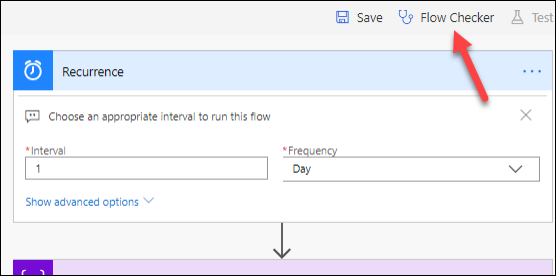 Save Flow Checker Test
Recurrence
Choose an appropriate interval to run this flow
*Interval *Frequency
1 Day
Show advanced options